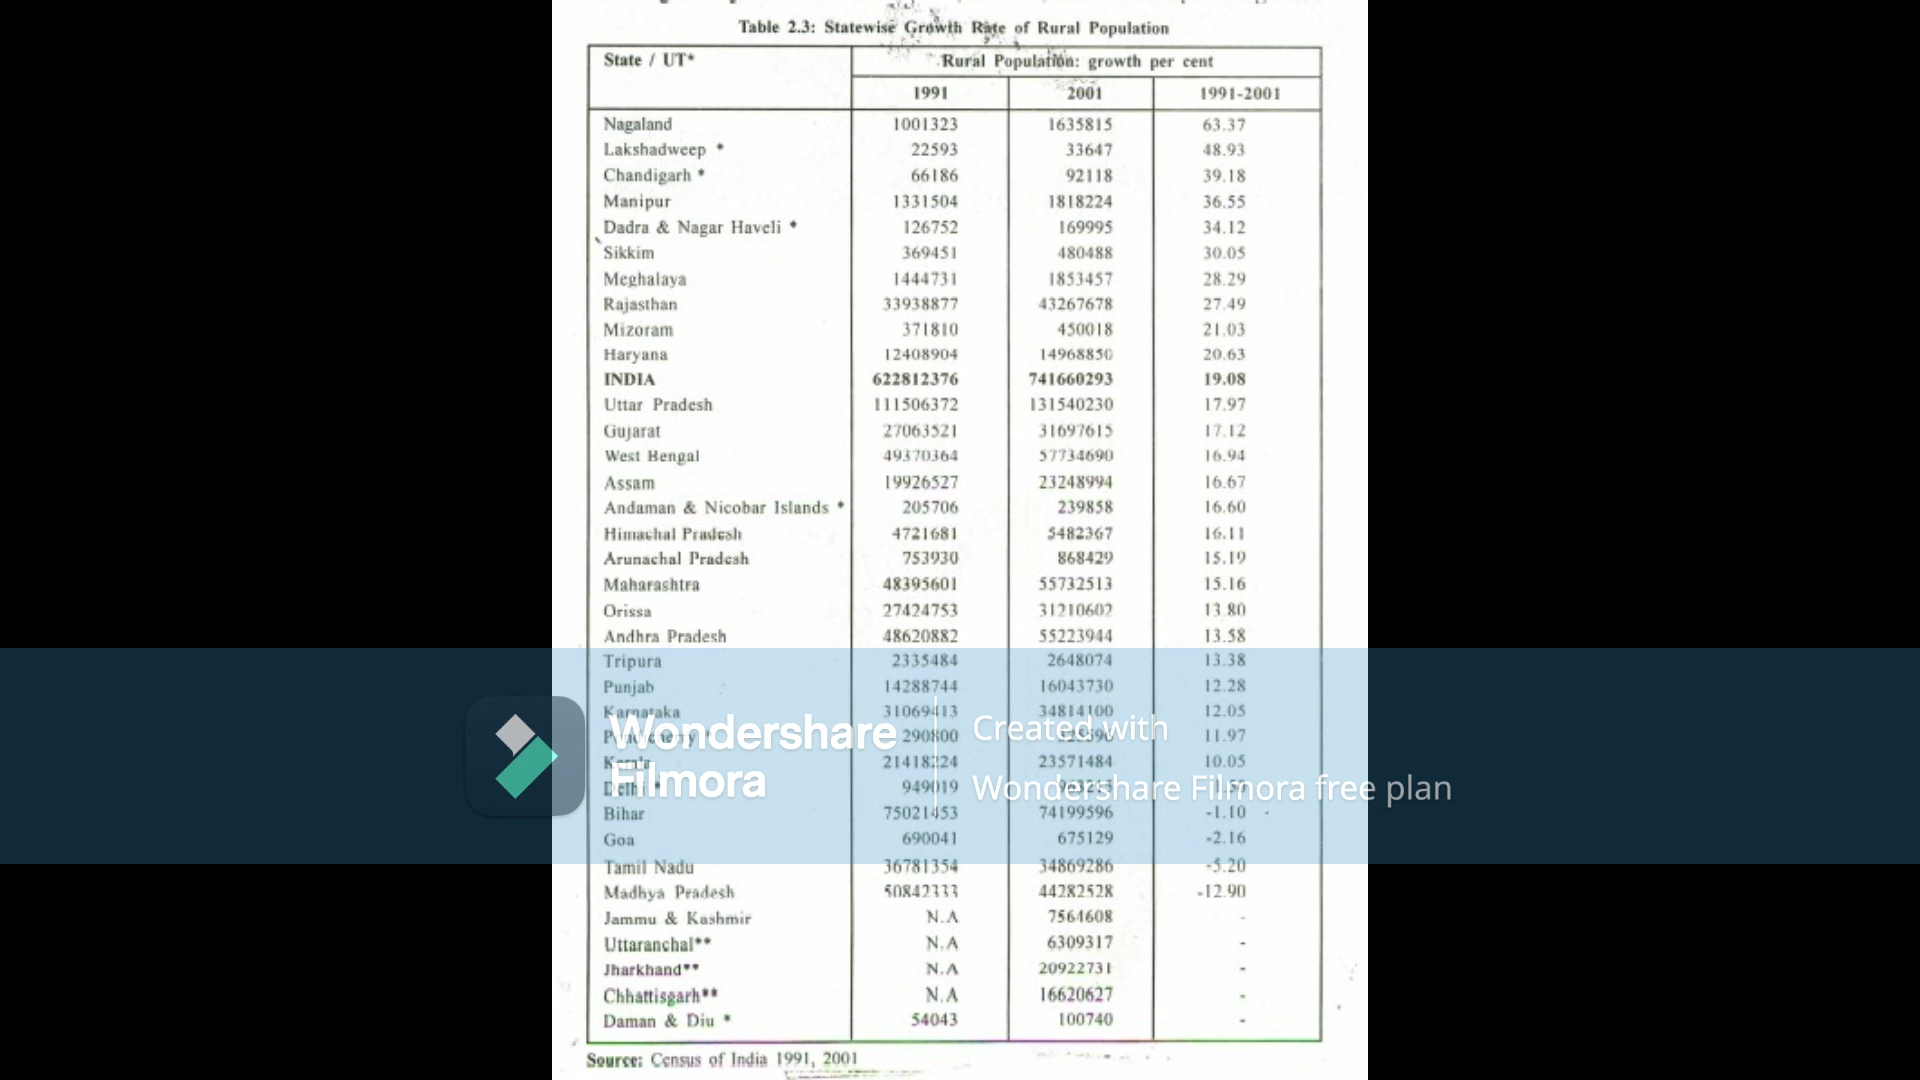 Table 2.3: Statewise Growth Rate of Rural Population
State / UT* Rural Population: growth per cent
1991 2001 1991-2001
Nagaland 1001323 1635815 63.37
Lakshadweep * 22593 33647 48.93
Chandigarh * 66186 92118 39.18
Manipur 1331504 1818224 36.55
Dadra & Nagar Haveli * 126752 169995 34.12
Sikkim 369451 480488 30.05
Meghalaya 1444731 1853457 28.29
Rajasthan 33938877 43267678 27.49
Mizoram 371810 450018 21.03
Haryana 12408904 14968850 20.63
INDIA 622812376 741660293 19.08
Uttar Pradesh 111506372 131540230 17.97
Gujarat 27063521 31697615 17.12
West Bengal 49370364 57734690 16.94
Assam 19926527 23248994 16.67
Andaman & Nicobar Islands * 205706 239858 16.60
Himachal Pradesh 4721681 5482367 16.11
Arunachal Pradesh 753930 868429 15.19
Maharashtra 48395601 55732513 15.16
Orissa 27424753 31210602 13.80
Andhra Pradesh 48620882 55223944 13.58
Tripura 2335484 2648074 13.38
Punjab 14288744 16043730 12.28
Karnataka 31069413 34814100 12.05
290800 11.97
Kerala 21418224 23571484 10.05
Delhi * 949019
Wondershare Filmora
Created with
Wondershare Filmora free plan
Bihar 75021453 74199596 -1.10
Goa 690041 675129 -2.16
Tamil Nadu 36781354 34869286 -5.20
Madhya Pradesh 50842333 44282528 -12.90
Jammu & Kashmir N.A 7564608 -
Uttaranchal** N.A 6309317 -
Jharkhand** N.A 20922731 -
Chhattisgarh** N.A 16620627 -
Daman & Diu * 54043 100740 -
Source: Census of India 1991, 2001